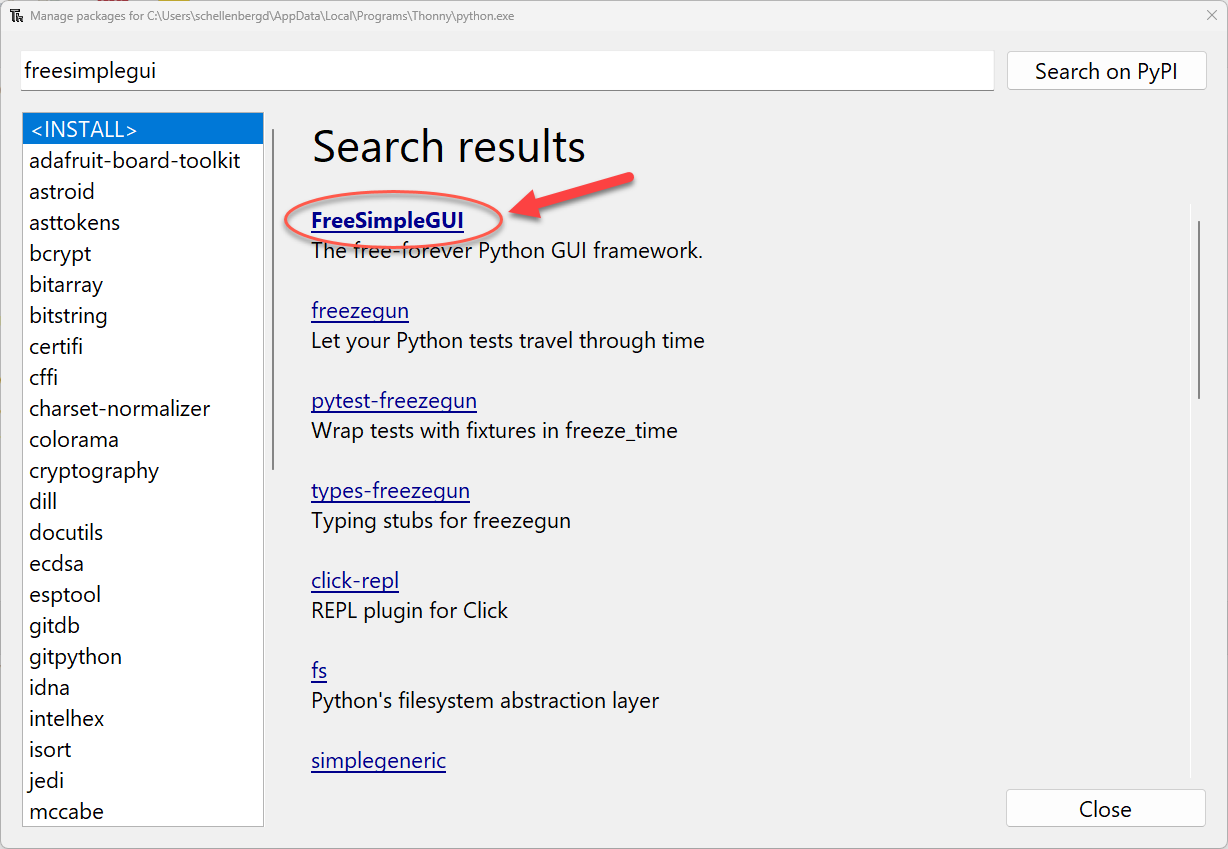 Manage packages for C:\Users\schellenbergd\AppData\Local\Programs\Thonny\python.exe
freesimplegui
Search on PyPI
<INSTALL>
adafruit-board-toolkit
astroid
asttokens
bcrypt
bitarray
bitstring
certifi
cffi
charset-normalizer
colorama
cryptography
dill
docutils
ecdsa
esptool
gitdb
gitpython
idna
intelhex
isort
jedi
mccabe
Search results
FreeSimpleGUI
The free-forever Python GUI framework.
freezegun
Let your Python tests travel through time
pytest-freezegun
Wrap tests with fixtures in freeze_time
types-freezegun
Typing stubs for freezegun
click-repl
REPL plugin for Click
fs
Python's filesystem abstraction layer
simplegeneric
Close